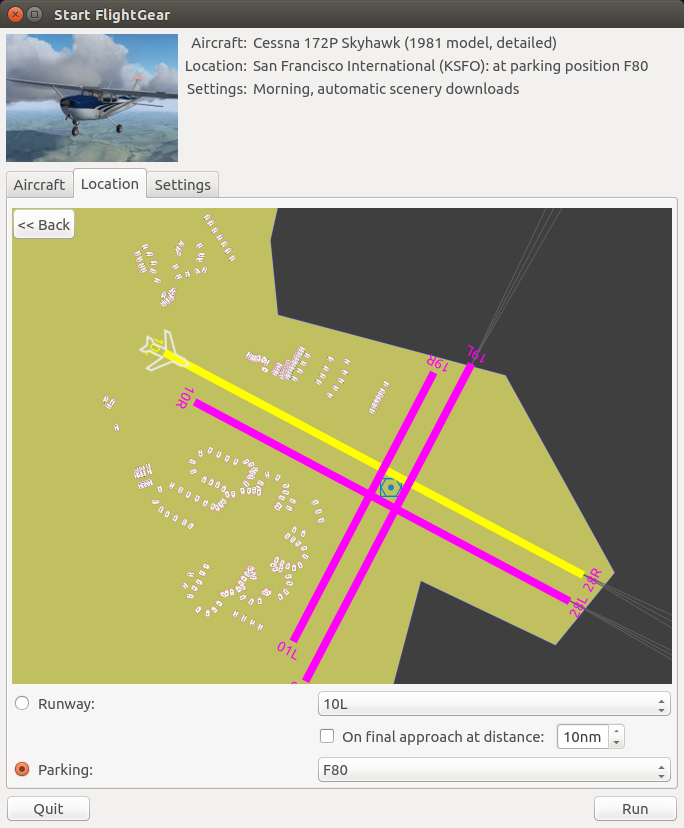 Start FlightGear
Aircraft: Cessna 172P Skyhawk (1981 model, detailed)
Location: San Francisco International (KSFO): at parking position F80
Settings: Morning, automatic scenery downloads
Aircraft Location Settings
<< Back
10L
10R
19R
19L
28R
28L
01L
Runway: 10L
On final approach at distance: 10nm
Parking: F80
Quit Run